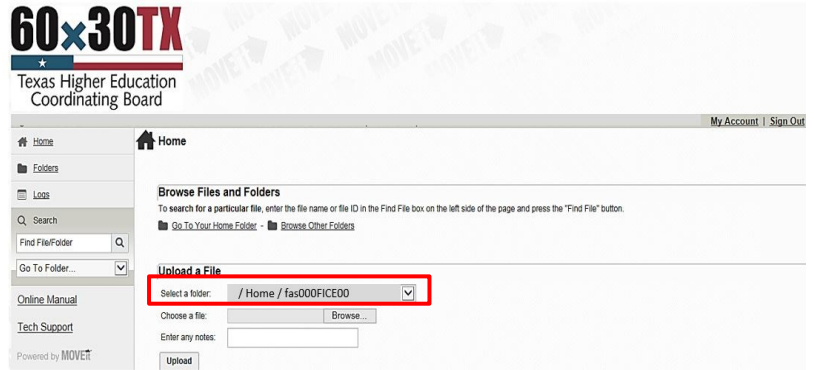 60x30TX
Texas Higher Education
Coordinating Board
MOVEit MOVEit MOVEit MOVEit
My Account | Sign Out
Home
Folders
Logs
Search
Find File/Folder
Go To Folder...
Online Manual
Tech Support
Powered by MOVEit
Home
Browse Files and Folders
To search for a particular file, enter the file name or file ID in the Find File box on the left side of the page and press the "Find File" button.
Go To Your Home Folder - Browse Other Folders
Upload a File
Select a folder: / Home / fas000FICE00
Choose a file: Browse...
Enter any notes:
Upload